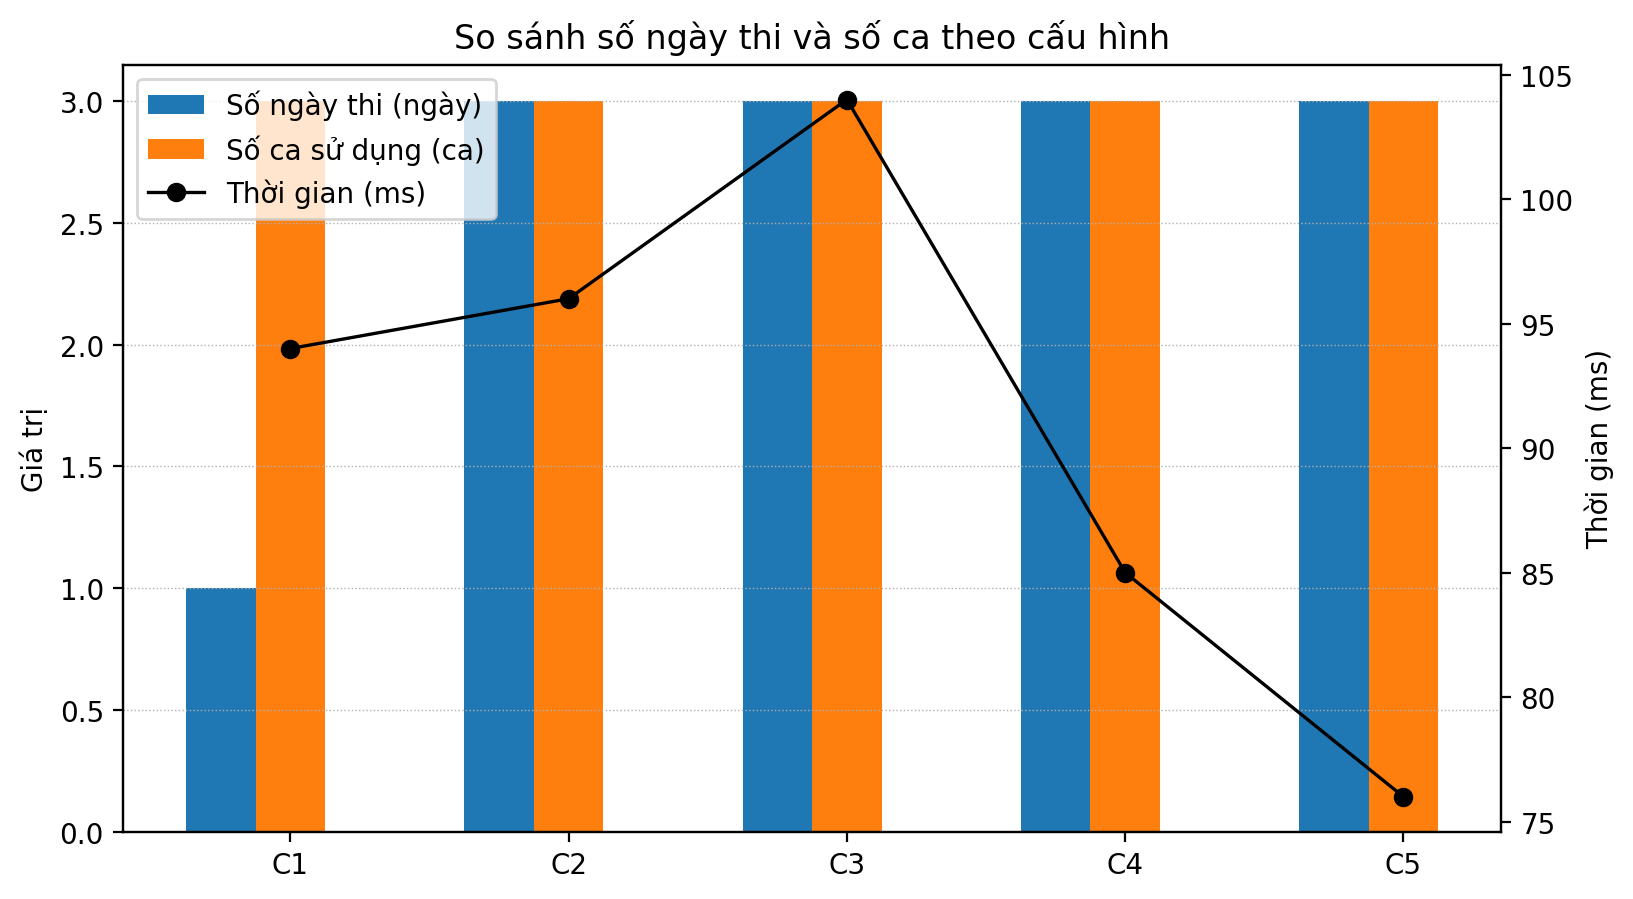 So sánh số ngày thi và số ca theo cấu hình
Số ngày thi (ngày)
Số ca sử dụng (ca)
Thời gian (ms)
Giá trị
3.0
2.5
2.0
1.5
1.0
0.5
0.0
105
100
95
90
85
80
75
Thời gian (ms)
C1 C2 C3 C4 C5